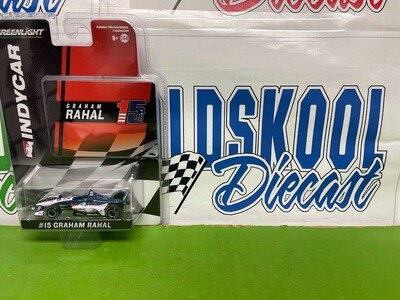 GREENLIGHT
INDYCAR
GRAHAM
RAHAL
15
#15 GRAHAM RAHAL
LDSKOOL
Diecast